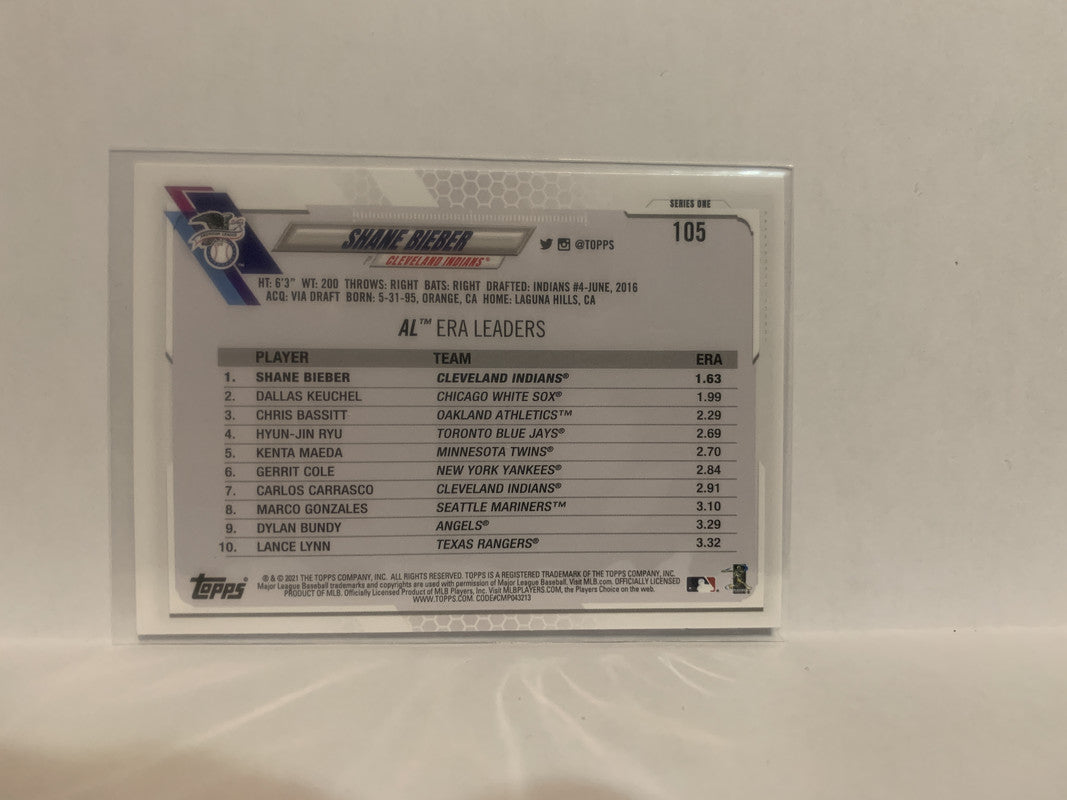 SERIES ONE
105
SHANE BIEBER
P CLEVELAND INDIANS®
@TOPPS
HT: 6'3" WT: 200 THROWS: RIGHT BATS: RIGHT DRAFTED: INDIANS #4-JUNE, 2016
ACQ: VIA DRAFT BORN: 5-31-95, ORANGE, CA HOME: LAGUNA HILLS, CA
AL™ ERA LEADERS
PLAYER TEAM ERA
1. SHANE BIEBER CLEVELAND INDIANS® 1.63
2. DALLAS KEUCHEL CHICAGO WHITE SOX® 1.99
3. CHRIS BASSITT OAKLAND ATHLETICS™ 2.29
4. HYUN-JIN RYU TORONTO BLUE JAYS® 2.69
5. KENTA MAEDA MINNESOTA TWINS® 2.70
6. GERRIT COLE NEW YORK YANKEES® 2.84
7. CARLOS CARRASCO CLEVELAND INDIANS® 2.91
8. MARCO GONZALES SEATTLE MARINERS™ 3.10
9. DYLAN BUNDY ANGELS® 3.29
10. LANCE LYNN TEXAS RANGERS® 3.32
Topps®
® & © 2021 THE TOPPS COMPANY, INC. ALL RIGHTS RESERVED. TOPPS IS A REGISTERED TRADEMARK OF THE TOPPS COMPANY, INC.
Major League Baseball trademarks and copyrights are used with permission of Major League Baseball. Visit MLB.com. OFFICIALLY LICENSED
PRODUCT OF MLB Players, Inc. Visit MLBPLAYERS.COM, the Players Choice on the web.
WWW.TOPPS.COM. CODE#CMP043213